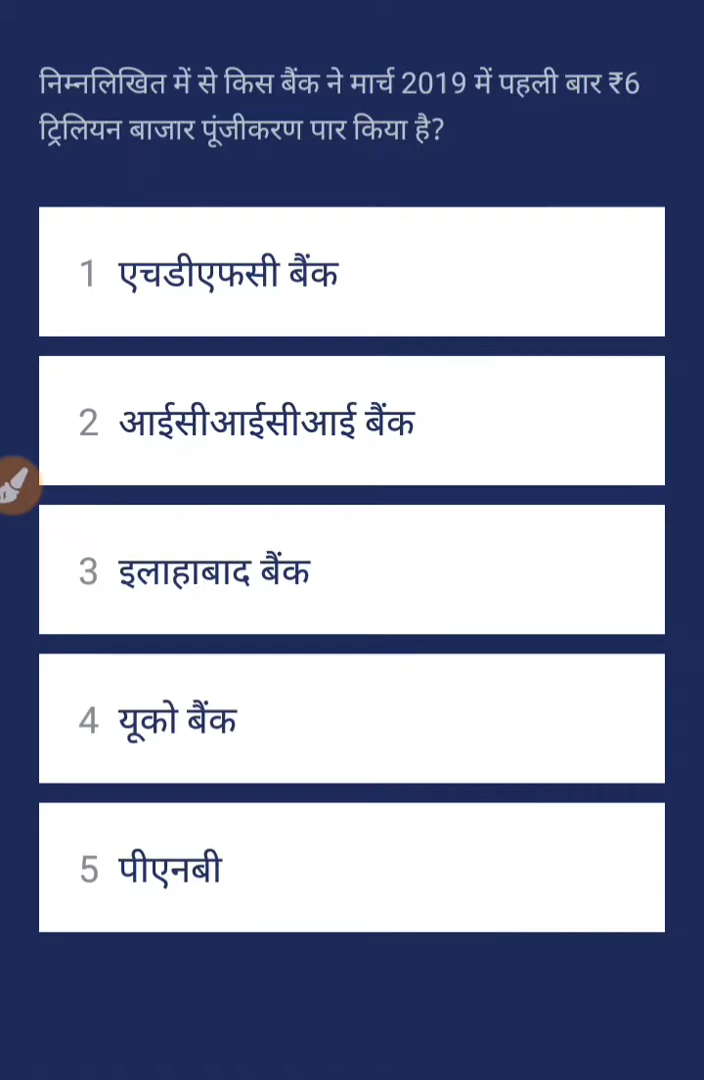 निम्नलिखित में से किस बैंक ने मार्च 2019 में पहली बार ₹6
ट्रिलियन बाजार पूंजीकरण पार किया है?
1 एचडीएफसी बैंक
2 आईसीआईसीआई बैंक
3 इलाहाबाद बैंक
4 यूको बैंक
5 पीएनबी